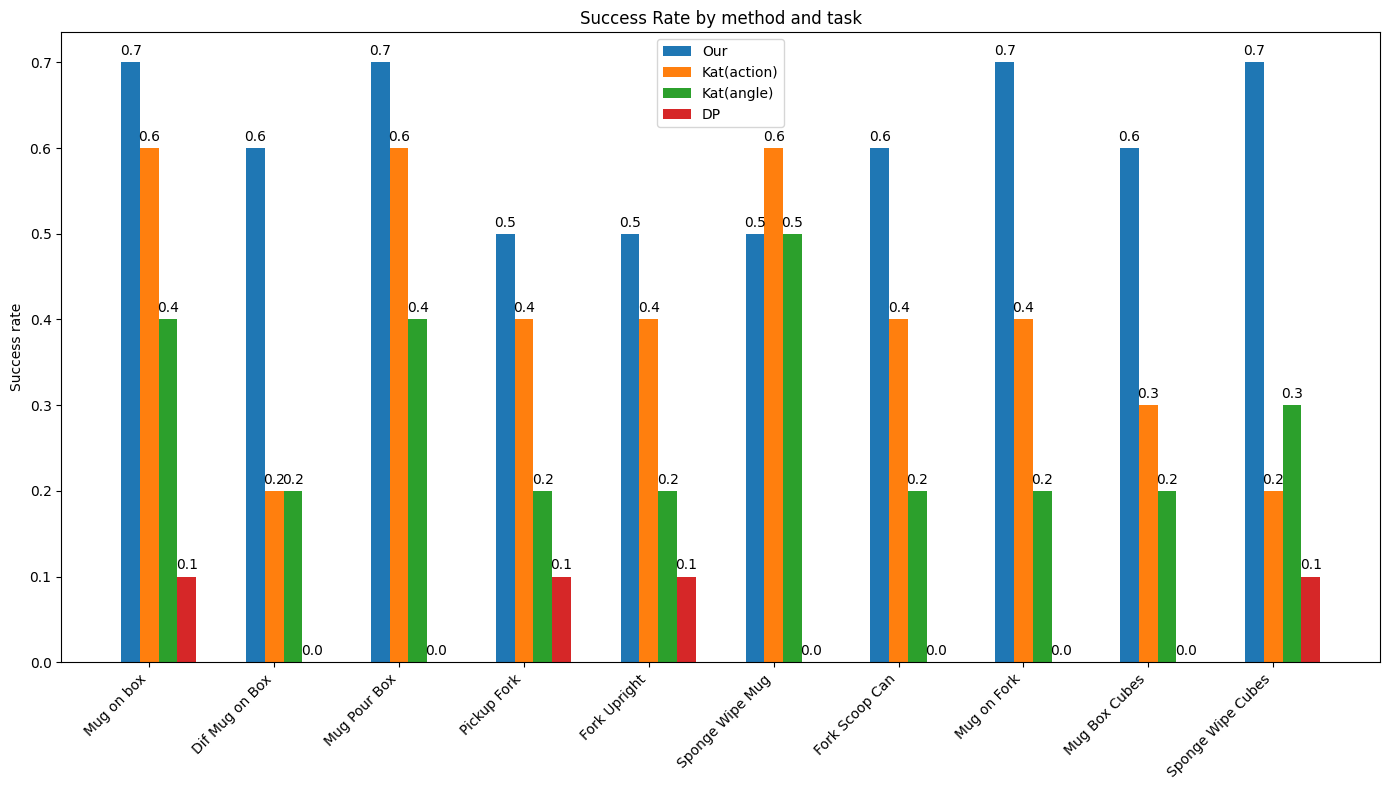 Success Rate by method and task
Our
Kat(action)
Kat(angle)
DP
Success rate
0.7
0.6
0.5
0.4
0.3
0.2
0.1
0.0
0.7 0.6 0.4 0.1
0.6 0.2 0.2 0.0
0.7 0.6 0.4 0.0
0.5 0.4 0.2 0.1
0.5 0.4 0.2 0.1
0.5 0.6 0.5 0.0
0.6 0.4 0.2 0.0
0.7 0.4 0.2 0.0
0.6 0.3 0.2 0.0
0.7 0.2 0.3 0.1
Mug on box
Dif Mug on Box
Mug Pour Box
Pickup Fork
Fork Upright
Sponge Wipe Mug
Fork Scoop Can
Mug on Fork
Mug Box Cubes
Sponge Wipe Cubes